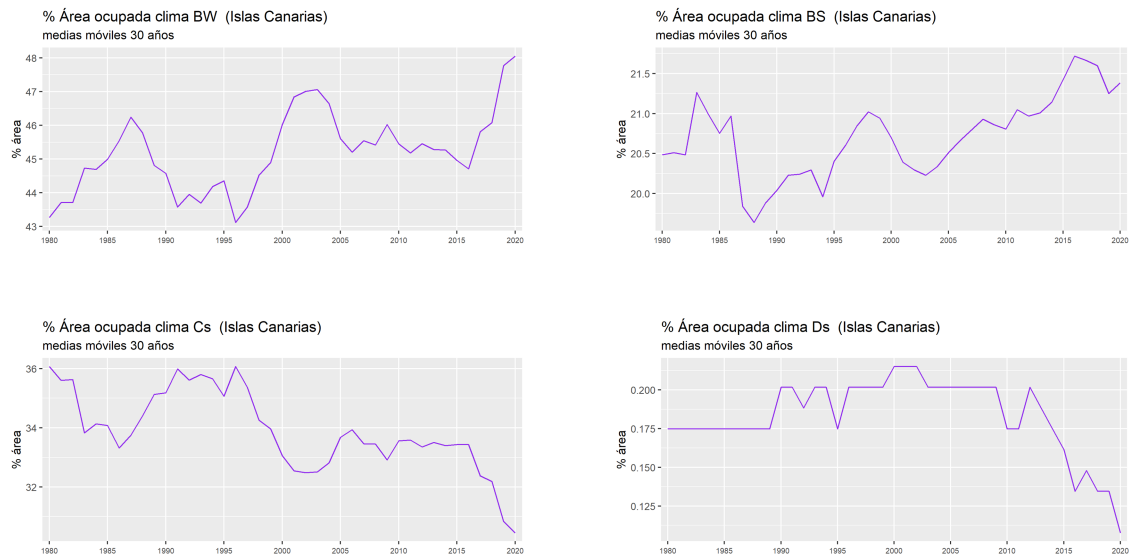 % Área ocupada clima BW  (Islas Canarias)
medias móviles 30 años
% área
48
47
46
45
44
43
1980 1985 1990 1995 2000 2005 2010 2015 2020
% Área ocupada clima BS  (Islas Canarias)
medias móviles 30 años
% área
21.5
21.0
20.5
20.0
1980 1985 1990 1995 2000 2005 2010 2015 2020
% Área ocupada clima Cs  (Islas Canarias)
medias móviles 30 años
% área
36
34
32
1980 1985 1990 1995 2000 2005 2010 2015 2020
% Área ocupada clima Ds  (Islas Canarias)
medias móviles 30 años
% área
0.200
0.175
0.150
0.125
1980 1985 1990 1995 2000 2005 2010 2015 2020